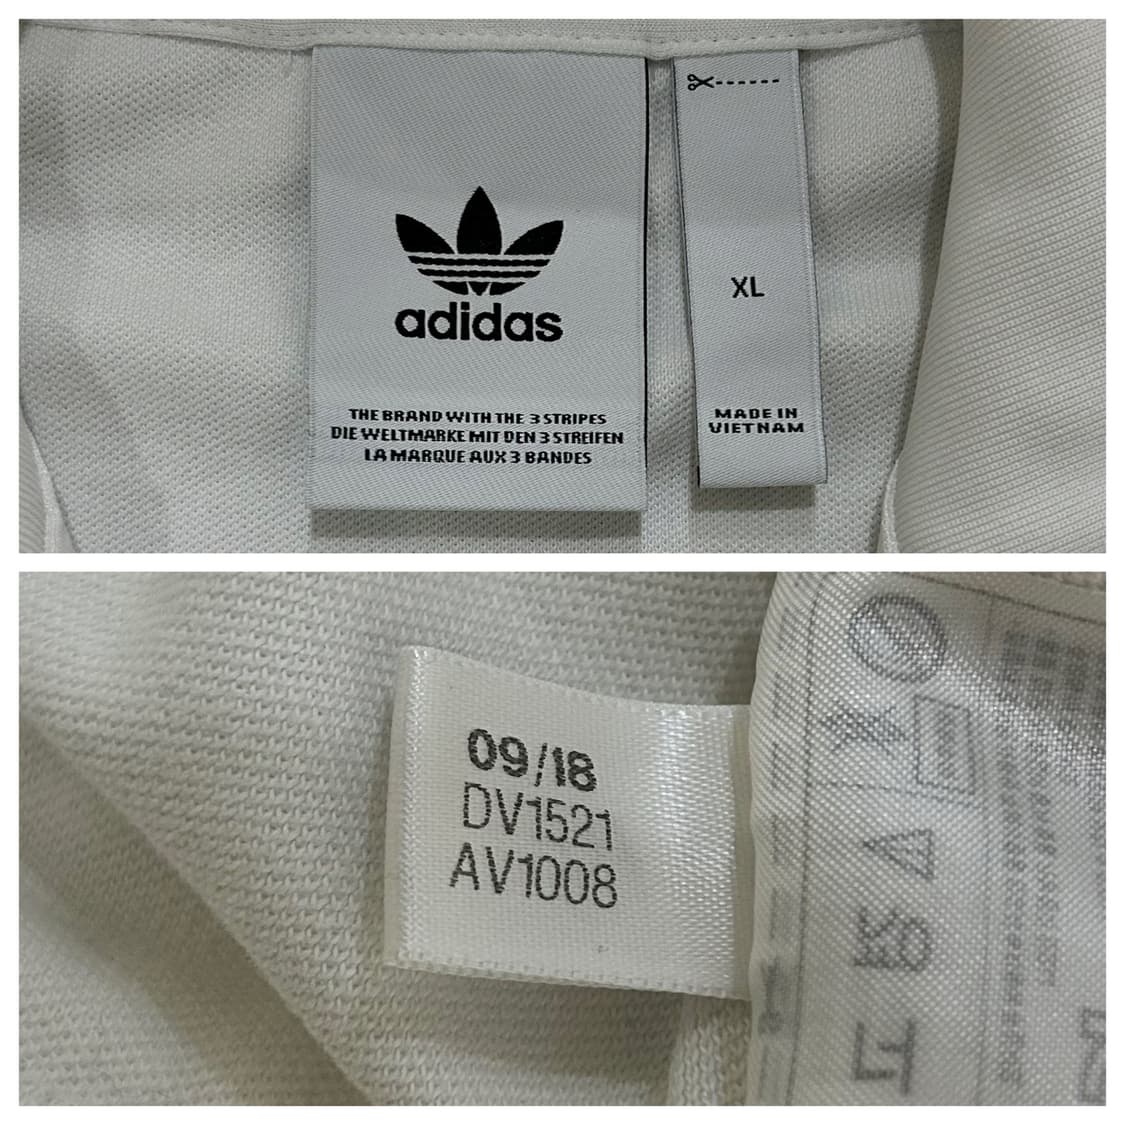 adidas
THE BRAND WITH THE 3 STRIPES
DIE WELTMARKE MIT DEN 3 STREIFEN
LA MARQUE AUX 3 BANDES
XL
MADE IN
VIETNAM
09/18
DV1521
AV1008